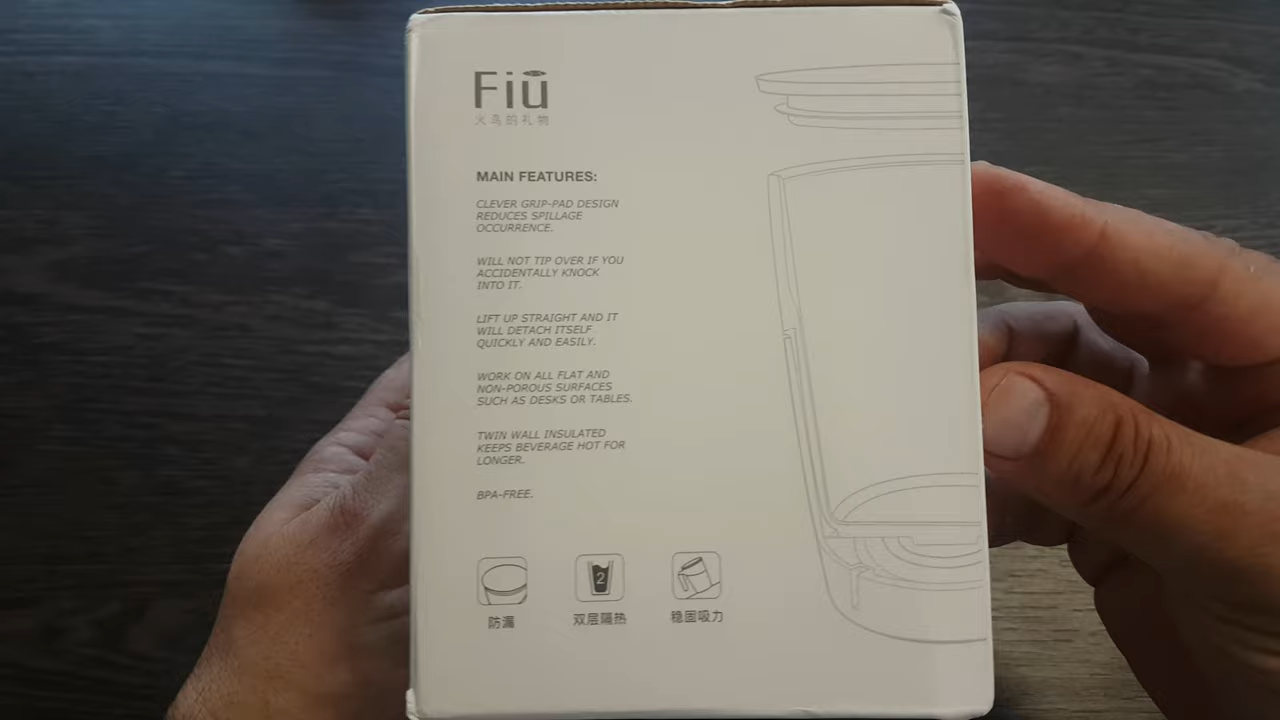 Fiu
火鸟的礼物
MAIN FEATURES:
CLEVER GRIP-PAD DESIGN
REDUCES SPILLAGE
OCCURRENCE.
WILL NOT TIP OVER IF YOU
ACCIDENTALLY KNOCK
INTO IT.
LIFT UP STRAIGHT AND IT
WILL DETACH ITSELF
QUICKLY AND EASILY.
WORK ON ALL FLAT AND
NON-POROUS SURFACES
SUCH AS DESKS OR TABLES.
TWIN WALL INSULATED
KEEPS BEVERAGE HOT FOR
LONGER.
BPA-FREE.
2
防漏 双层隔热 稳固吸力